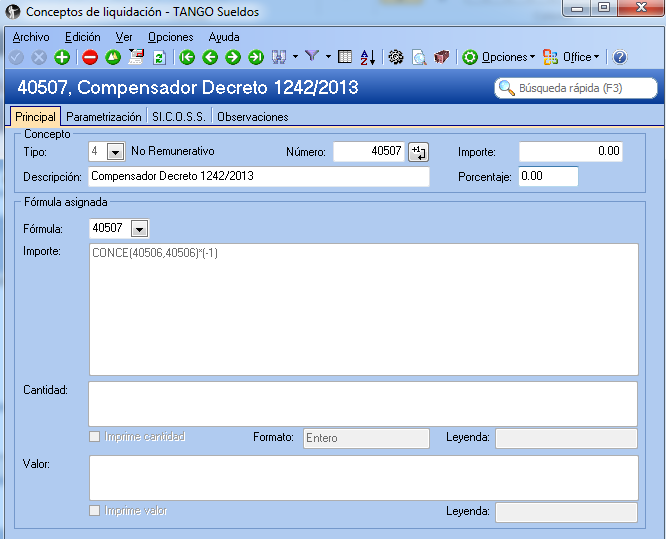 Conceptos de liquidación - TANGO Sueldos
Archivo Edición Ver Opciones Ayuda
Opciones Office
40507, Compensador Decreto 1242/2013
Búsqueda rápida (F3)
Principal Parametrización SI.C.O.S.S. Observaciones
Concepto
Tipo: 4 No Remunerativo Número: 40507 +1 Importe: 0.00
Descripción: Compensador Decreto 1242/2013 Porcentaje: 0.00
Fórmula asignada
Fórmula: 40507
Importe: CONCE(40506,40506)*(-1)
Cantidad:
Imprime cantidad Formato: Entero Leyenda:
Valor:
Imprime valor Leyenda: